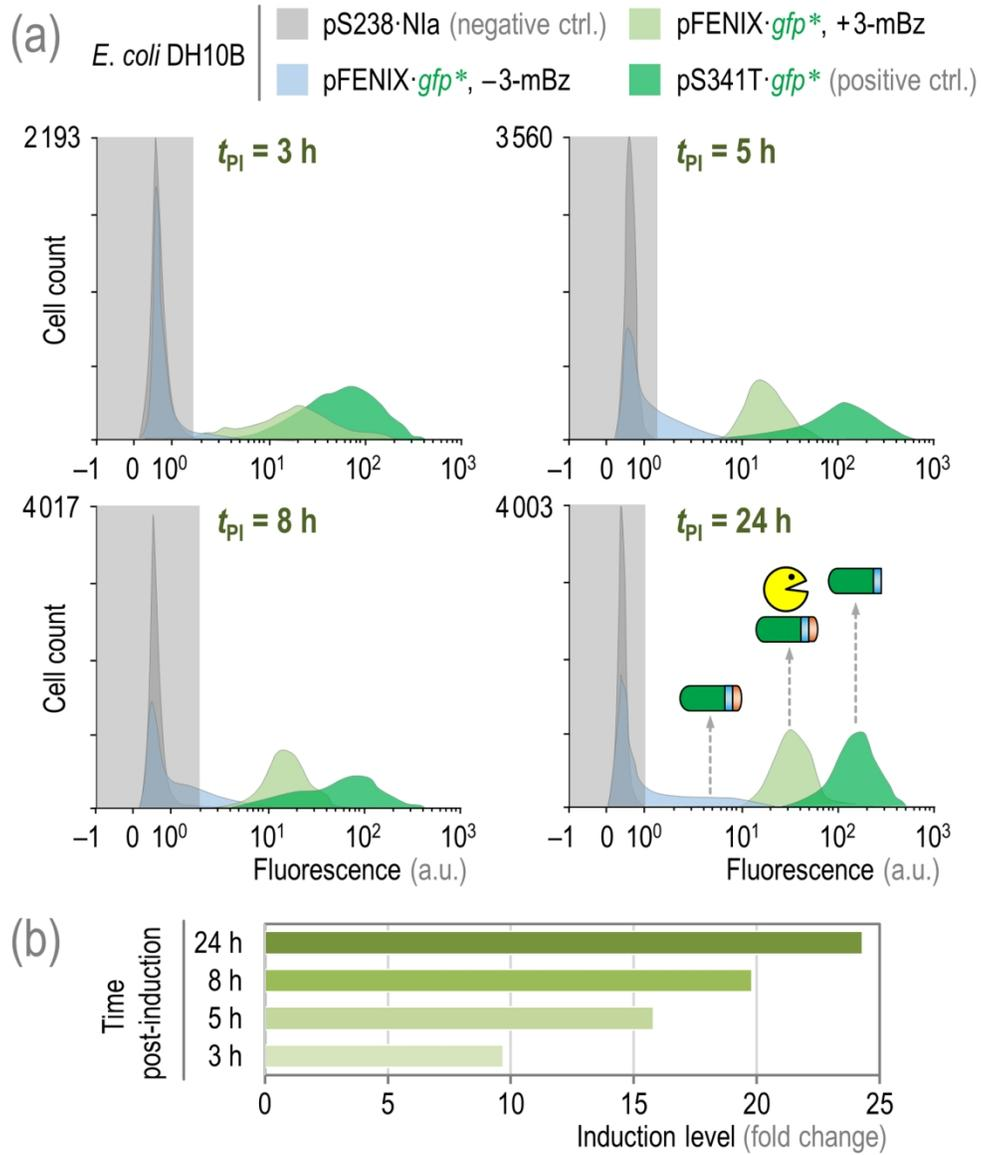 (a)
E. coli DH10B
pS238·NIa (negative ctrl.)
pFENIX·gfp*, +3-mBz
pFENIX·gfp*, −3-mBz
pS341T·gfp* (positive ctrl.)
2193
tPI = 3 h
Cell count
−1 0 10⁰ 10¹ 10² 10³
3560
tPI = 5 h
−1 0 10⁰ 10¹ 10² 10³
4017
tPI = 8 h
Cell count
−1 0 10⁰ 10¹ 10² 10³
Fluorescence (a.u.)
4003
tPI = 24 h
−1 0 10⁰ 10¹ 10² 10³
Fluorescence (a.u.)
(b)
Time
post-induction
24 h
8 h
5 h
3 h
0 5 10 15 20 25
Induction level (fold change)